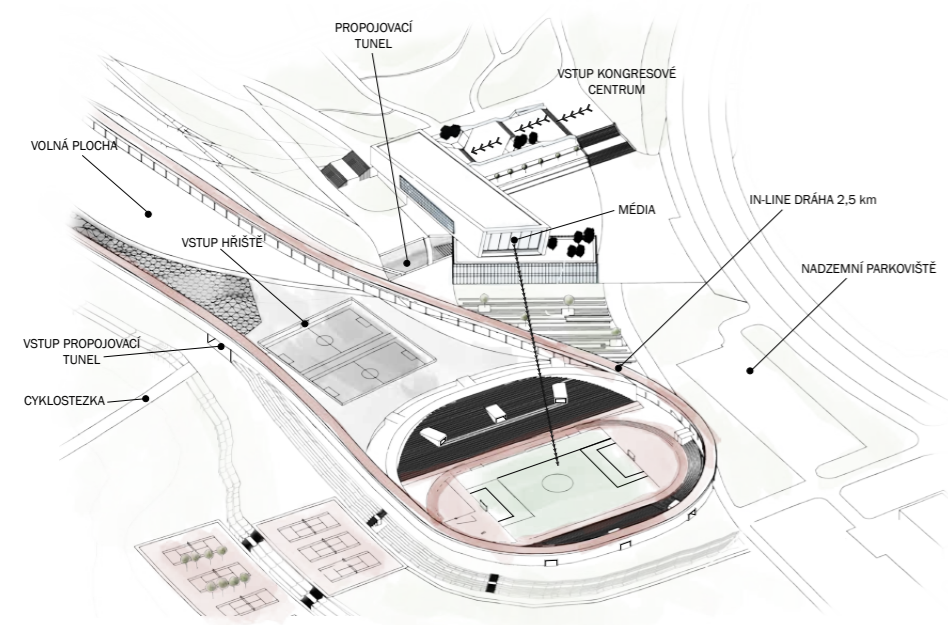 PROPOJOVACÍ
TUNEL
VSTUP KONGRESOVÉ
CENTRUM
VOLNÁ PLOCHA
MÉDIA
IN-LINE DRÁHA 2,5 km
VSTUP HŘIŠTĚ
NADZEMNÍ PARKOVIŠTĚ
VSTUP PROPOJOVACÍ
TUNEL
CYKLOSTEZKA